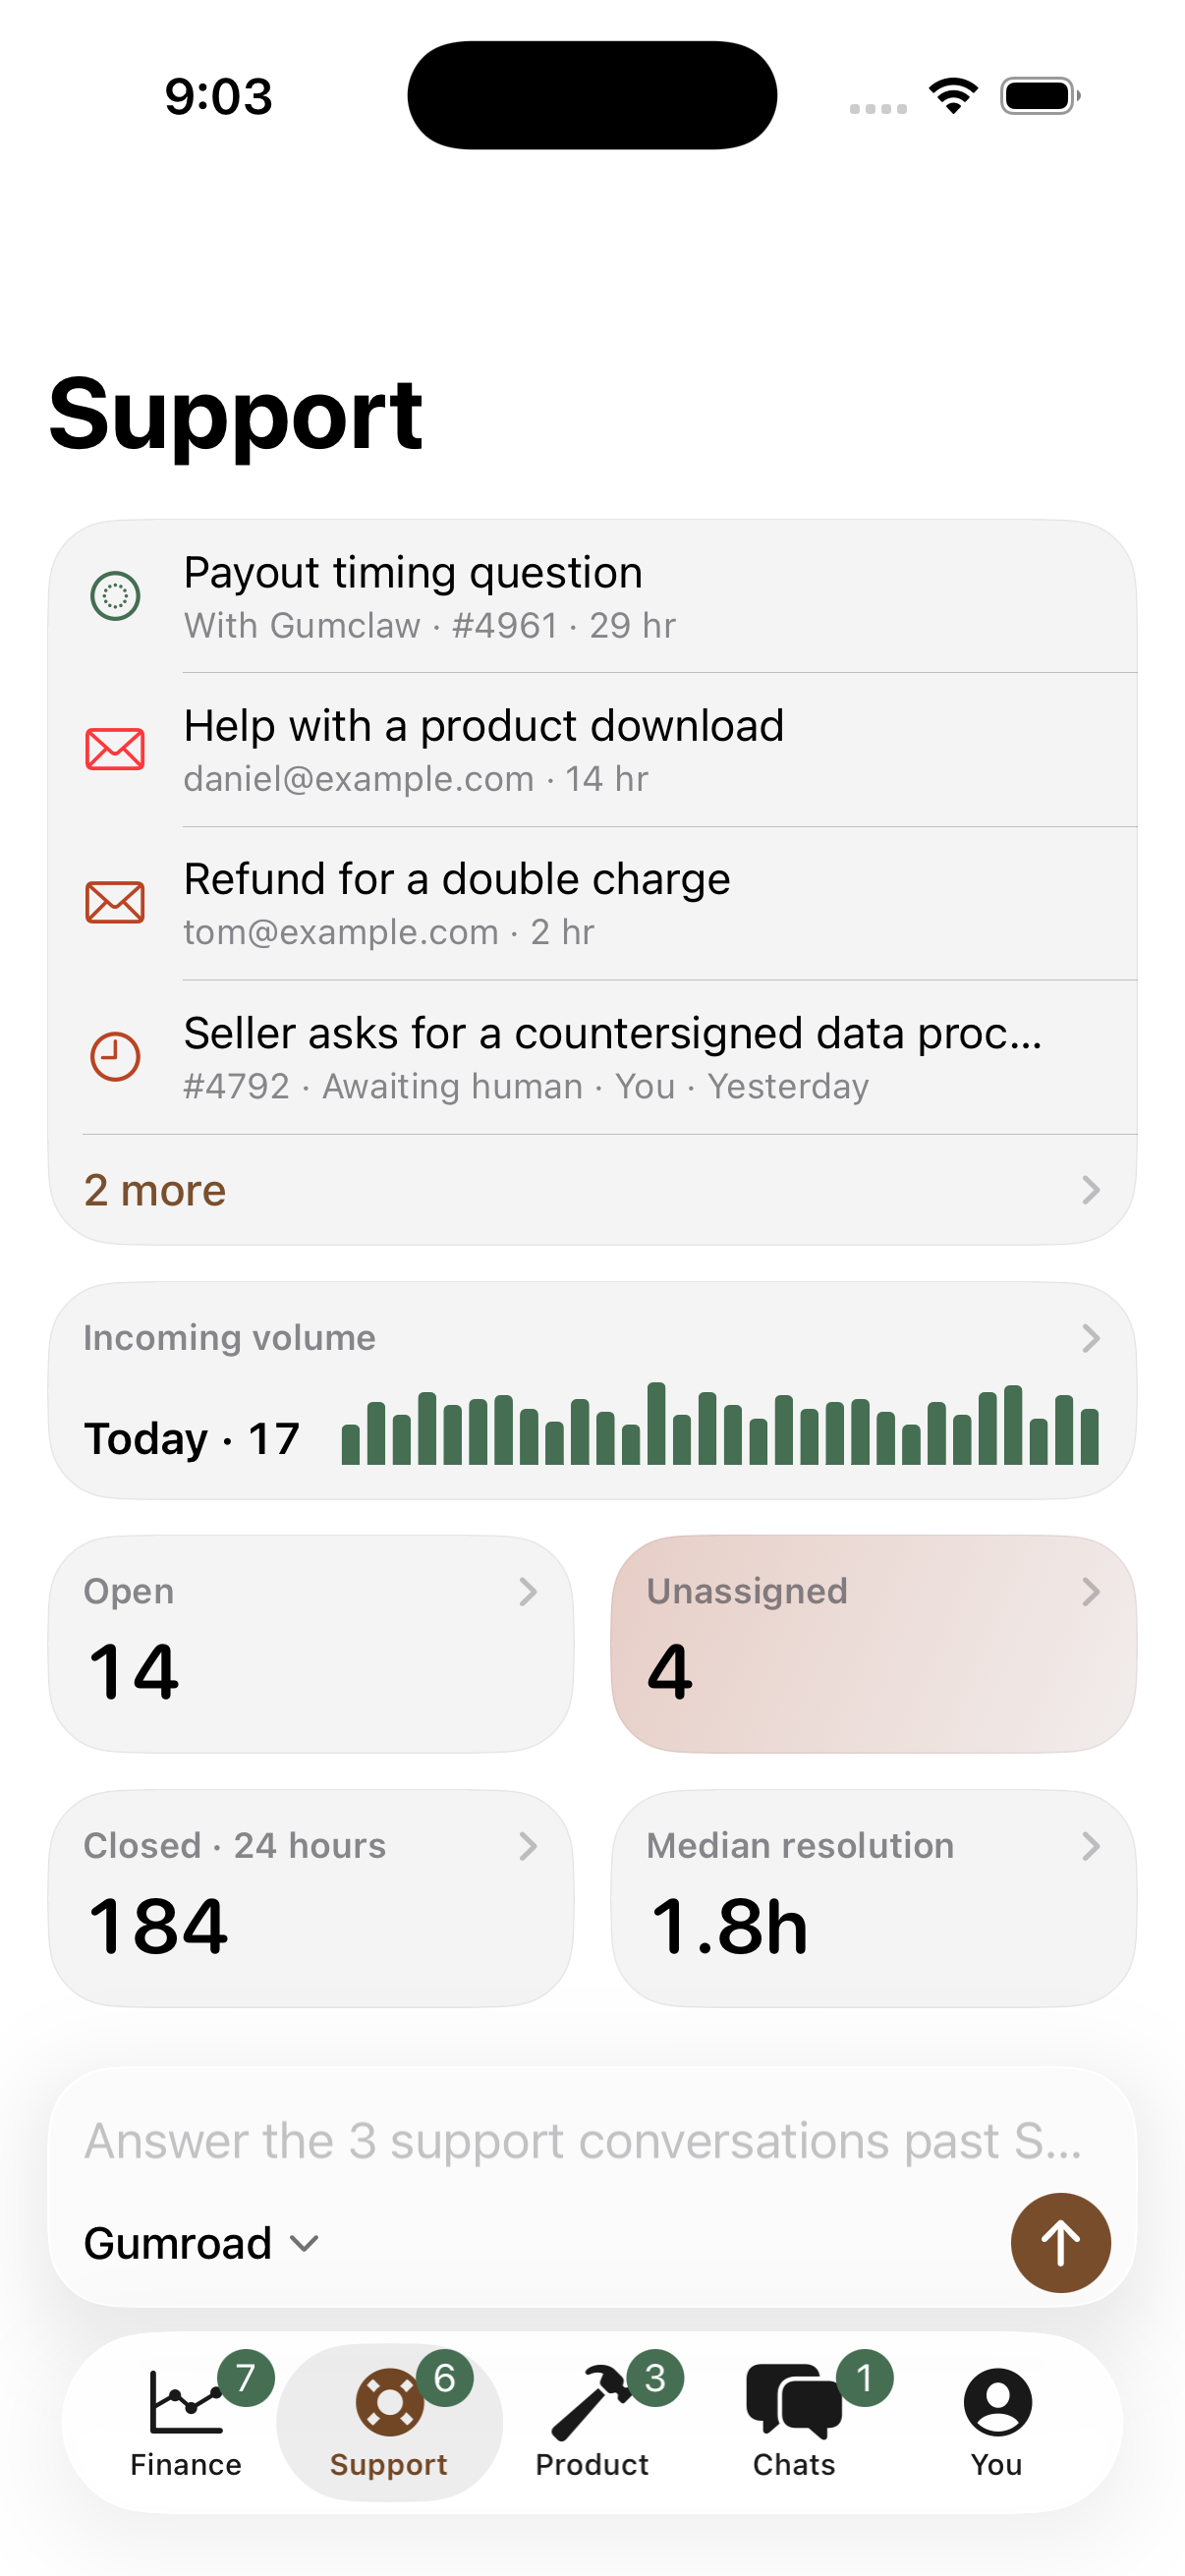 9:03
Support
Payout timing question
With Gumclaw · #4961 · 29 hr
Help with a product download
daniel@example.com · 14 hr
Refund for a double charge
tom@example.com · 2 hr
Seller asks for a countersigned data proc...
#4792 · Awaiting human · You · Yesterday
2 more
Incoming volume
Today · 17
Open
14
Unassigned
4
Closed · 24 hours
184
Median resolution
1.8h
Answer the 3 support conversations past S...
Gumroad
7
6
3
1
Finance
Support
Product
Chats
You